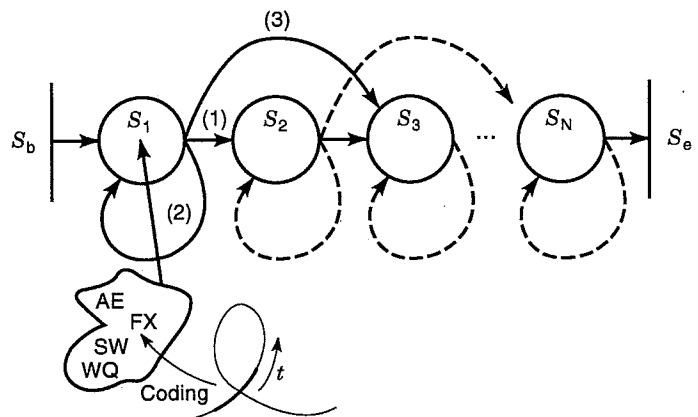 (3)
S_b S_1 (1) S_2 S_3 ... S_N S_e
(2)
AE
FX
SW
WQ
Coding
t